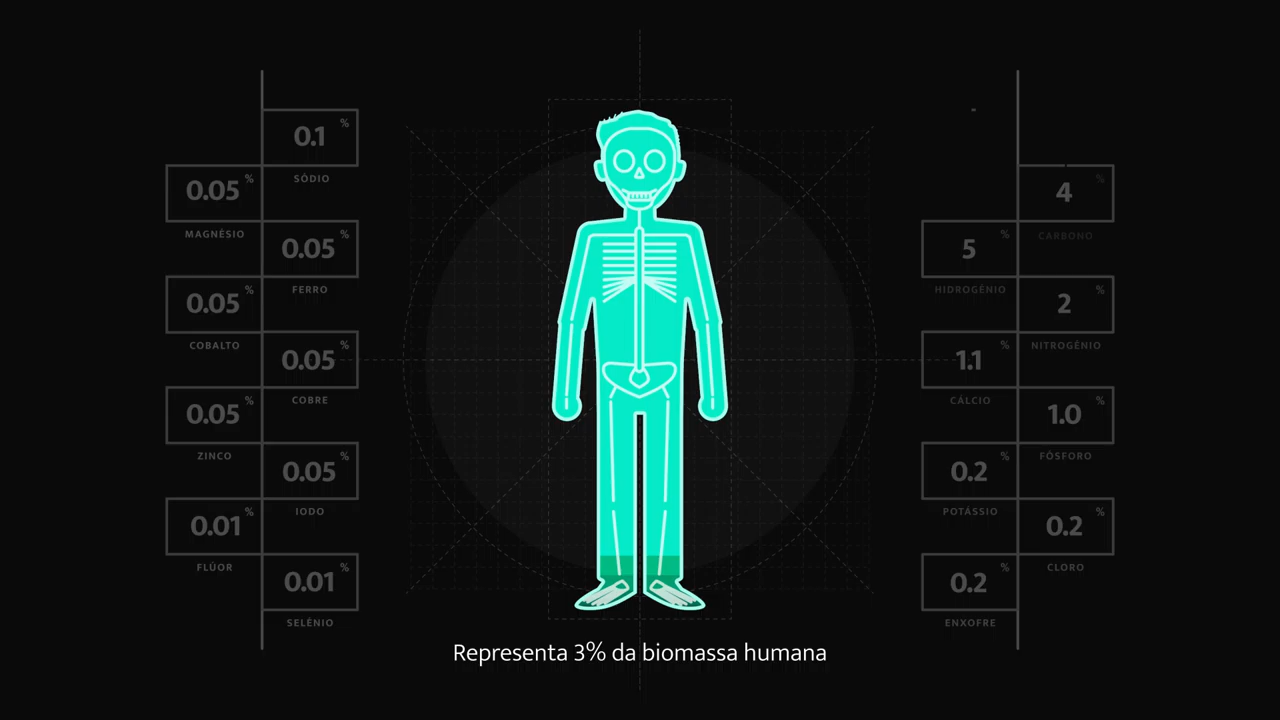 0.1 %
SÓDIO
0.05 %
MAGNÉSIO
0.05 %
FERRO
0.05 %
COBALTO
0.05 %
COBRE
0.05 %
ZINCO
0.05 %
IODO
0.01 %
FLÚOR
0.01 %
SELÊNIO
4 %
CARBONO
5 %
HIDROGÊNIO
2 %
NITROGÊNIO
1.1 %
CÁLCIO
1.0 %
FÓSFORO
0.2 %
POTÁSSIO
0.2 %
CLORO
0.2 %
ENXOFRE
Representa 3% da biomassa humana